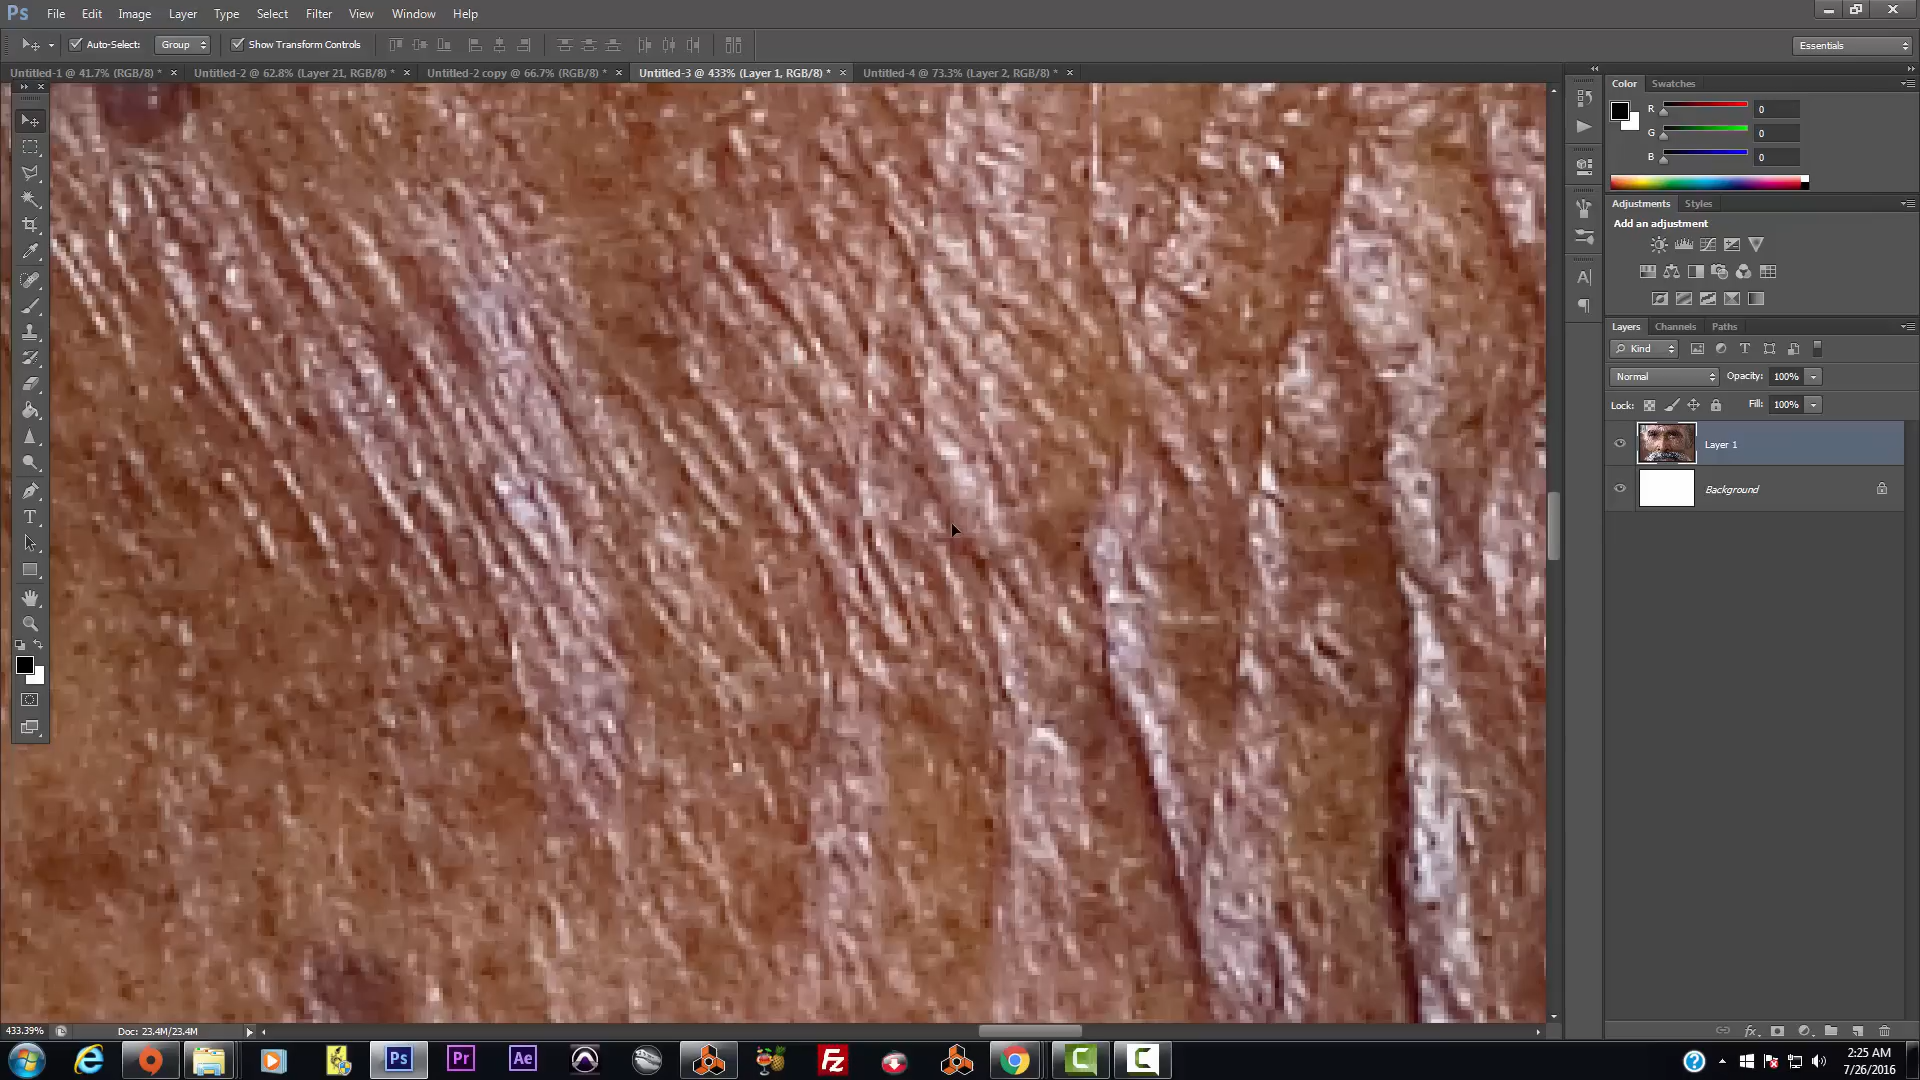 Ps File Edit Image Layer Type Select Filter View Window Help
Auto-Select: Group Show Transform Controls Essentials
Untitled-1 @ 41.7% (RGB/8) * × Untitled-2 @ 62.8% (Layer 21, RGB/8) * × Untitled-2 copy @ 66.7% (RGB/8) * × Untitled-3 @ 433% (Layer 1, RGB/8) * × Untitled-4 @ 73.3% (Layer 2, RGB/8) * ×
Color Swatches
R 0
G 0
B 0
Adjustments Styles
Add an adjustment
Layers Channels Paths
Kind
Normal Opacity: 100%
Lock: Fill: 100%
Layer 1
Background
433.39% Doc: 23.4M/23.4M
Ps Pr Ae Fz
2:25 AM
7/26/2016